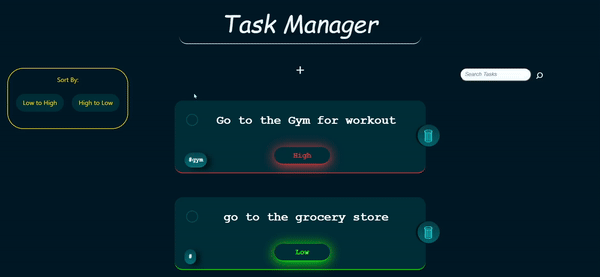 Task Manager
+
Sort By:
Low to High High to Low
Search Tasks
Go to the Gym for workout
#gym
High
go to the grocery store
#
Low